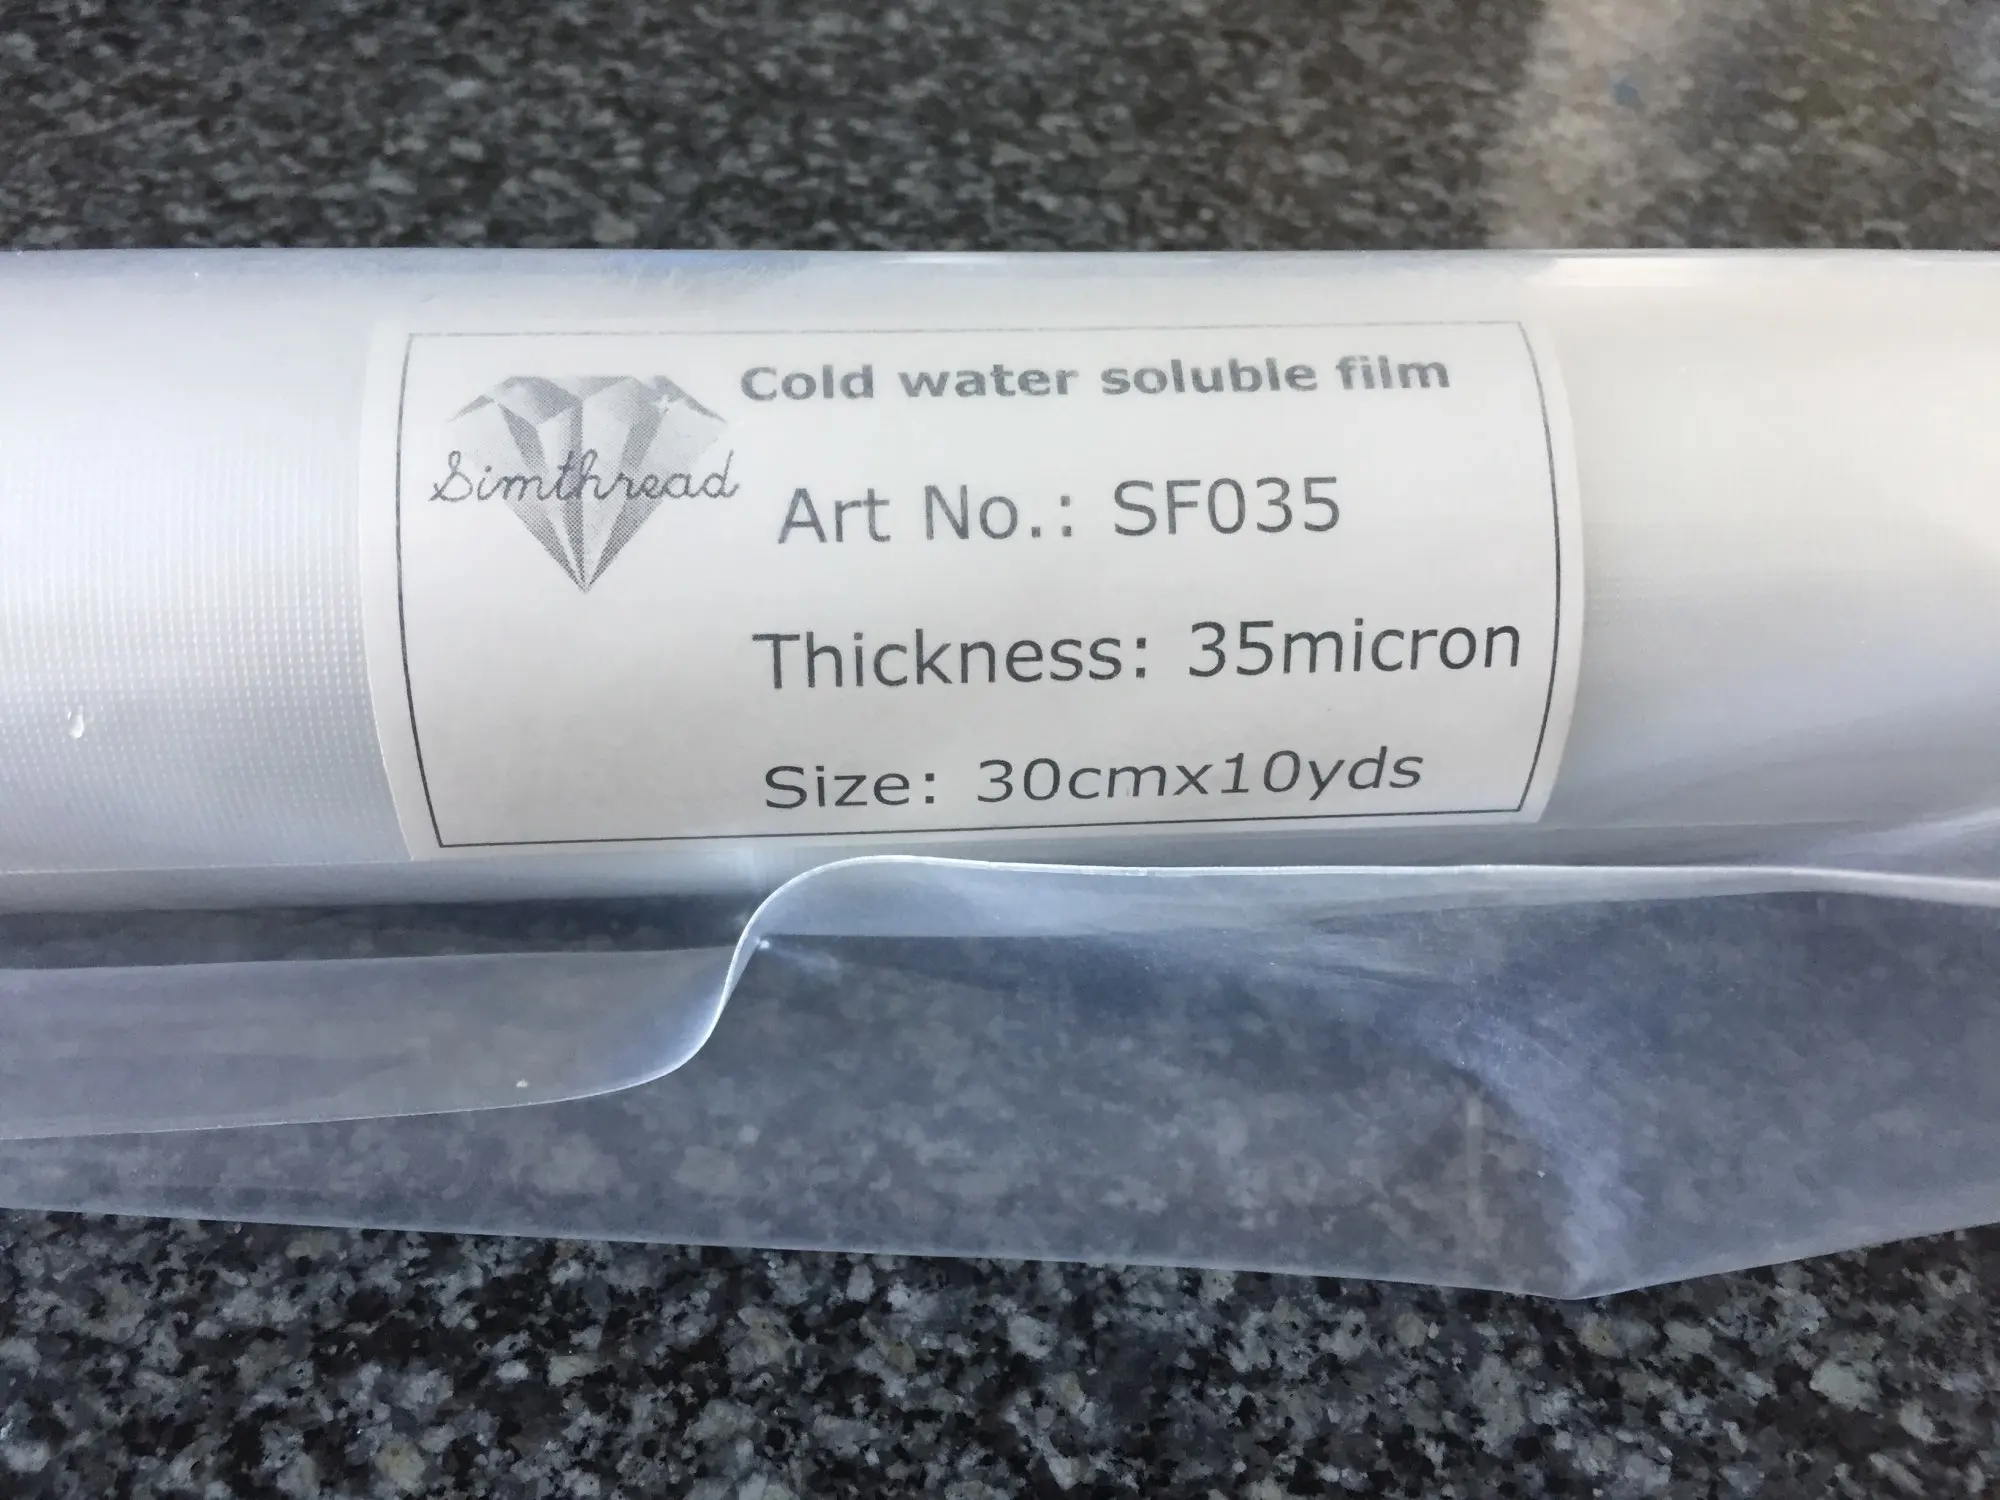 Cold water soluble film
Simthread
Art No.: SF035
Thickness: 35micron
Size: 30cmx10yds